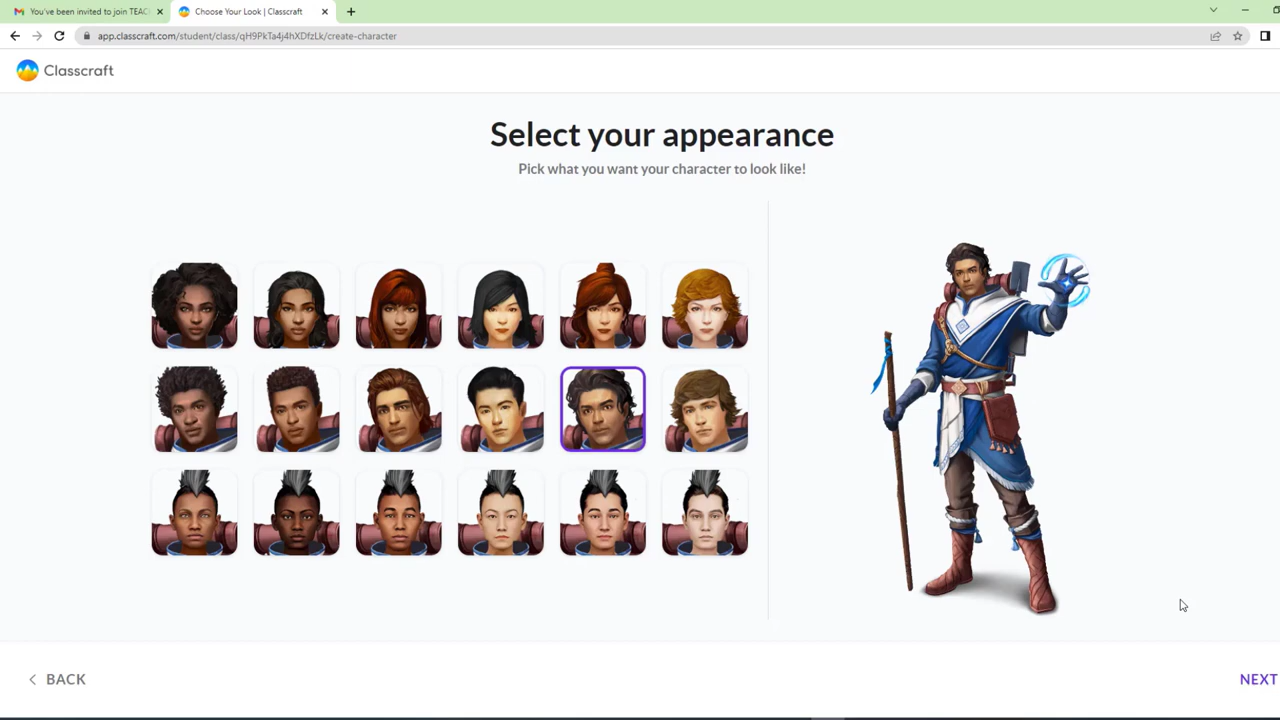 You've been invited to join TEAC
Choose Your Look | Classcraft
app.classcraft.com/student/class/qH9PkTa4j4hXDfzLk/create-character
Classcraft
Select your appearance
Pick what you want your character to look like!
BACK
NEXT